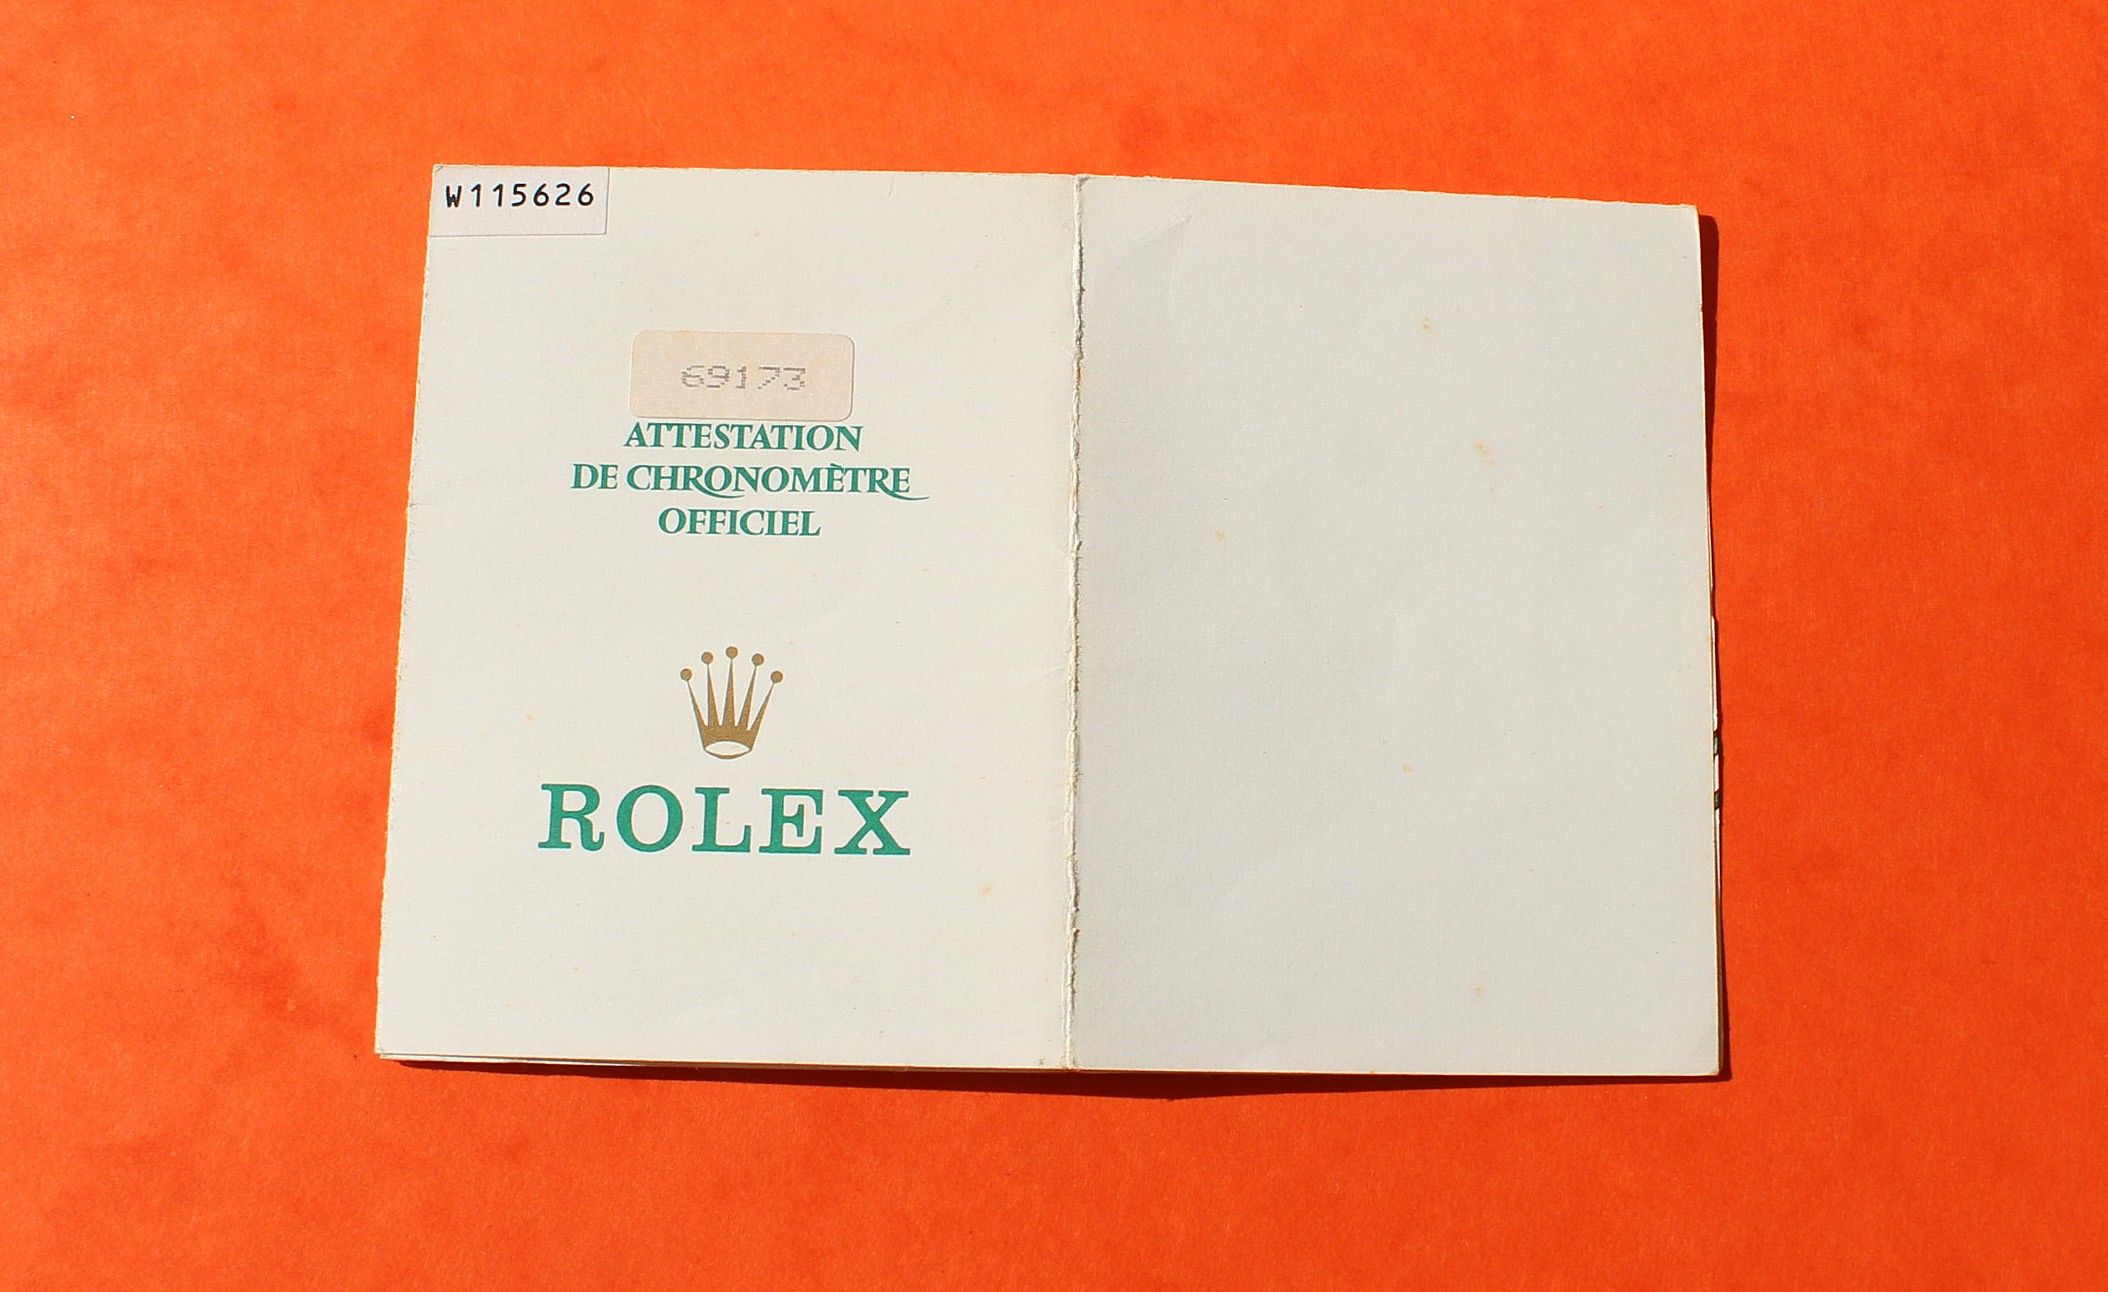 W115626
69173
ATTESTATION
DE CHRONOMÈTRE
OFFICIEL
ROLEX